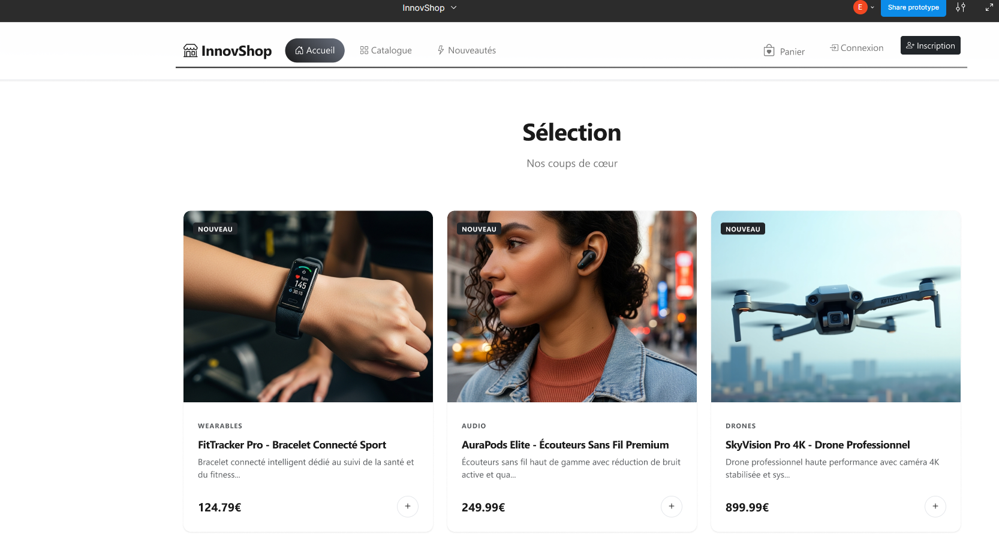 InnovShop
E
Share prototype
InnovShop
Accueil
Catalogue
Nouveautés
Panier
Connexion
Inscription
Sélection
Nos coups de cœur
NOUVEAU
bpm
145
30:15
NOUVEAU
NOUVEAU
WEARABLES
FitTracker Pro - Bracelet Connecté Sport
Bracelet connecté intelligent dédié au suivi de la santé et
du fitness...
124.79€
+
AUDIO
AuraPods Elite - Écouteurs Sans Fil Premium
Écouteurs sans fil haut de gamme avec réduction de bruit
active et qua...
249.99€
+
DRONES
SkyVision Pro 4K - Drone Professionnel
Drone professionnel haute performance avec caméra 4K
stabilisée et sys...
899.99€
+